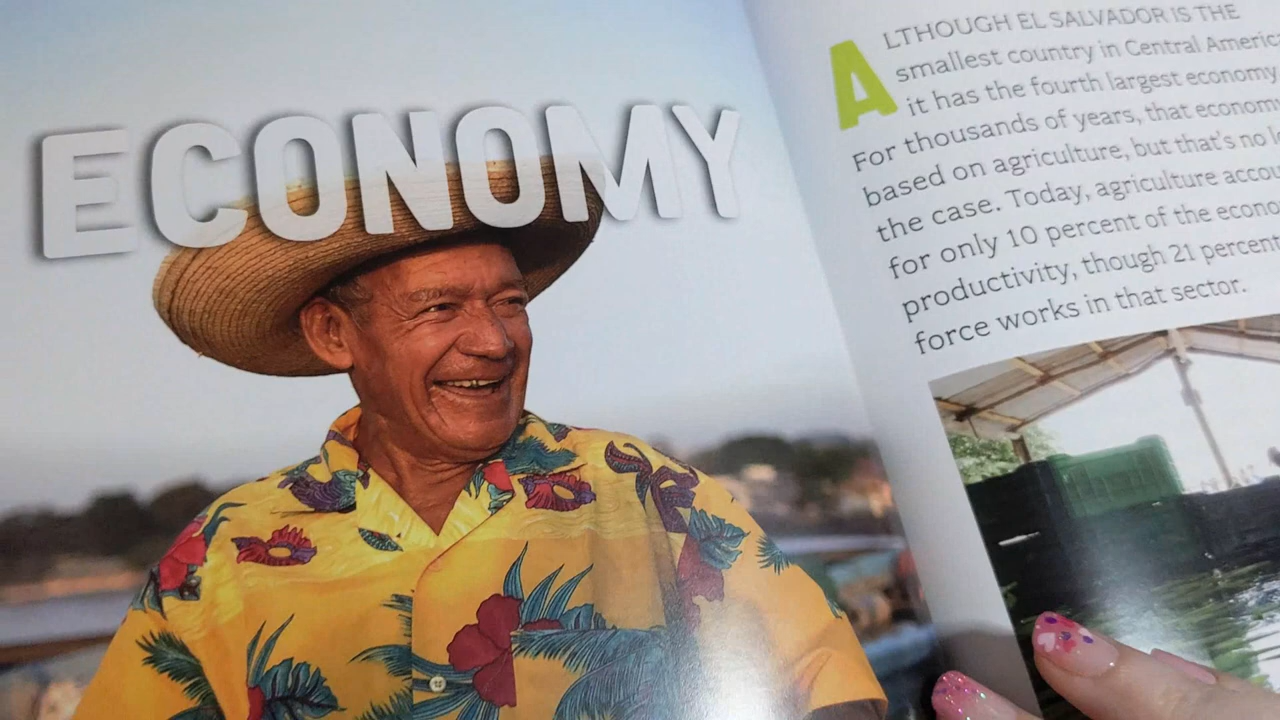 ECONOMY
ALTHOUGH EL SALVADOR IS THE
smallest country in Central
it has the fourth largest economy
For thousands of years, that
based on agriculture, but that's no
the case. Today, agriculture
for only 10 percent of the
productivity, though 21 percent
force works in that sector.